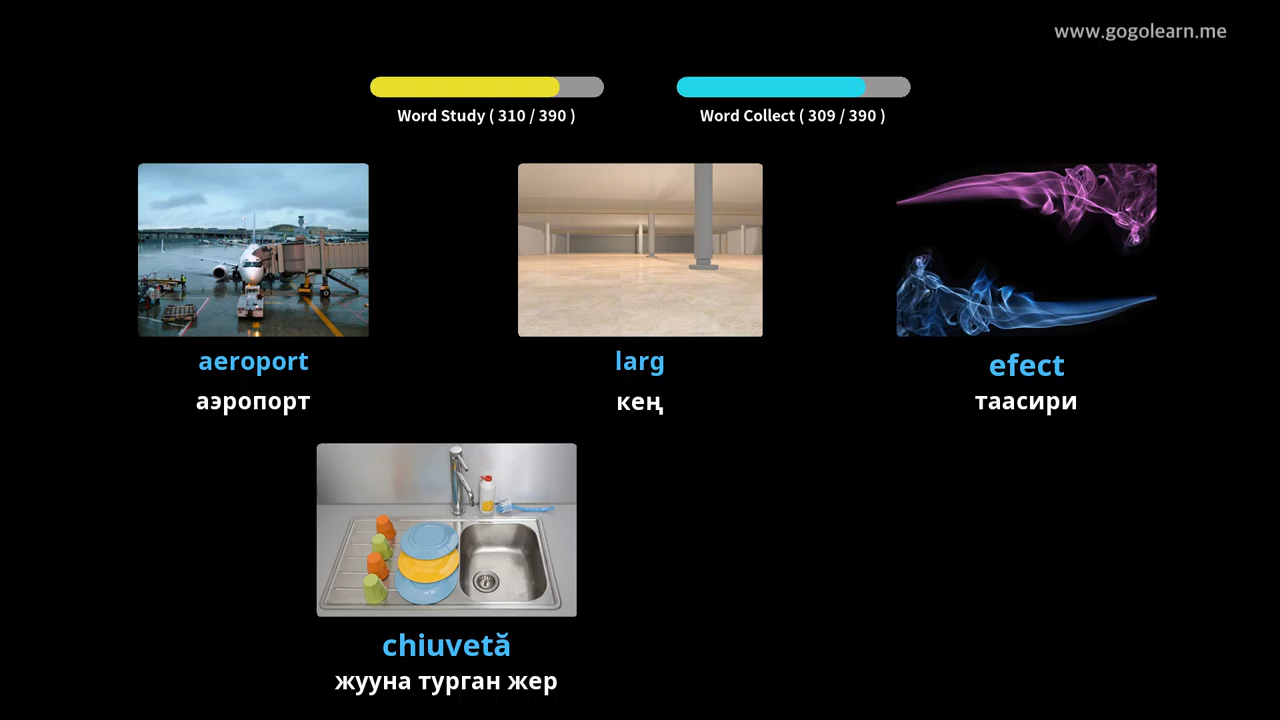 www.gogolearn.me
Word Study ( 310 / 390 )
Word Collect ( 309 / 390 )
aeroport
аэропорт
larg
кең
efect
таасири
chiuvetă
жууна турган жер